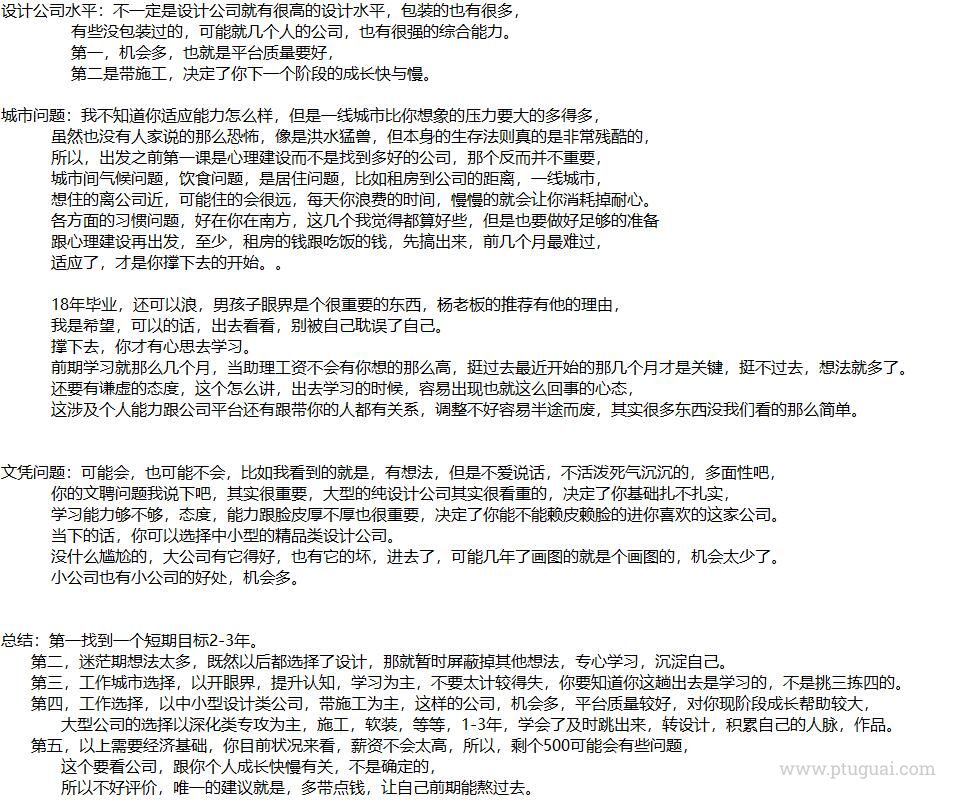 设计公司水平：不一定是设计公司就有很高的设计水平，包装的也有很多，
有些没包装过的，可能就几个人的公司，也有很强的综合能力。
第一，机会多，也就是平台质量要好，
第二是带施工，决定了你下一个阶段的成长快与慢。
城市问题：我不知道你适应能力怎么样，但是一线城市比你想象的压力要大的多得多，
虽然也没有人家说的那么恐怖，像是洪水猛兽，但本身的生存法则真的是非常残酷的，
所以，出发之前第一课是心理建设而不是找到多好的公司，那个反而并不重要，
城市间气候问题，饮食问题，是居住问题，比如租房到公司的距离，一线城市，
想住的离公司近，可能住的会很远，每天你浪费的时间，慢慢的就会让你消耗掉耐心。
各方面的习惯问题，好在你在南方，这几个我觉得都算好些，但是也要做好足够的准备
跟心理建设再出发，至少，租房的钱跟吃饭的钱，先搞出来，前几个月最难过，
适应了，才是你撑下去的开始。。
18年毕业，还可以浪，男孩子眼界是个很重要的东西，杨老板的推荐有他的理由，
我是希望，可以的话，出去看看，别被自己耽误了自己。
撑下去，你才有心思去学习。
前期学习就那么几个月，当助理工资不会有你想的那么高，挺过去最近开始的那几个月才是关键，挺不过去，想法就多了。
还要有谦虚的态度，这个怎么讲，出去学习的时候，容易出现也就这么回事的心态，
这涉及个人能力跟公司平台还有跟带你的人都有关系，调整不好容易半途而废，其实很多东西没我们看的那么简单。
文凭问题：可能会，也可能不会，比如我看到的就是，有想法，但是不爱说话，不活泼死气沉沉的，多面性吧，
你的文聘问题我说下吧，其实很重要，大型的纯设计公司其实很看重的，决定了你基础扎不扎实，
学习能力够不够，态度，能力跟脸皮厚不厚也很重要，决定了你能不能赖皮赖脸的进你喜欢的这家公司。
当下的话，你可以选择中小型的精品类设计公司。
没什么尴尬的，大公司有它得好，也有它的坏，进去了，可能几年了画图的就是个画图的，机会太少了。
小公司也有小公司的好处，机会多。
总结：第一找到一个短期目标2-3年。
第二，迷茫期想法太多，既然以后都选择了设计，那就暂时屏蔽掉其他想法，专心学习，沉淀自己。
第三，工作城市选择，以开眼界，提升认知，学习为主，不要太计较得失，你要知道你这趟出去是学习的，不是挑三拣四的。
第四，工作选择，以中小型设计类公司，带施工为主，这样的公司，机会多，平台质量较好，对你现阶段成长帮助较大，
大型公司的选择以深化类专攻为主，施工，软装，等等，1-3年，学会了及时跳出来，转设计，积累自己的人脉，作品。
第五，以上需要经济基础，你目前状况来看，薪资不会太高，所以，剩个500可能会有些问题，
这个要看公司，跟你个人成长快慢有关，不是确定的，
所以不好评价，唯一的建议就是，多带点钱，让自己前期能熬过去。
www.ptuguai.com